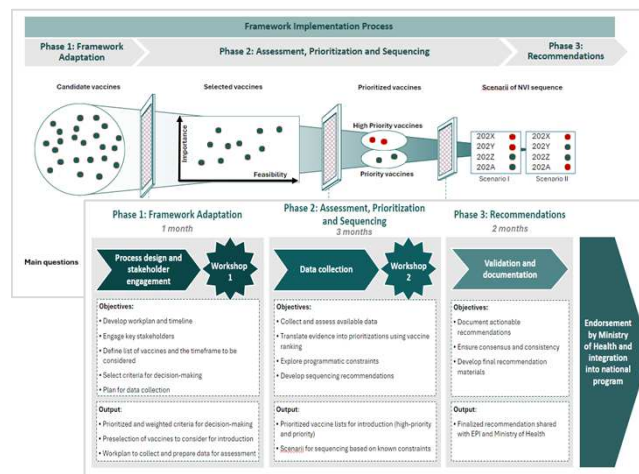 Framework Implementation Process
Phase 1: Framework
Adaptation
Phase 2: Assessment, Prioritization and Sequencing
Phase 3:
Recommendations
Candidate vaccines
Selected vaccines
Prioritized vaccines
Scenarii of NVI sequence
Importance
Feasibility
High Priority vaccines
Priority vaccines
202X
202Y
202Z
202A
Scenario I
202X
202Y
202Z
202A
Scenario II
Main questions
Phase 1: Framework Adaptation
1 month
Phase 2: Assessment, Prioritization
and Sequencing
3 months
Phase 3: Recommendations
2 months
Process design and
stakeholder
engagement
Workshop
1
Data collection
Workshop
2
Validation and
documentation
Objectives:
• Develop workplan and timeline
• Engage key stakeholders
• Define list of vaccines and the timeframe to be
considered
• Select criteria for decision-making
• Plan for data collection
Output:
• Prioritized and weighted criteria for decision-making
• Preselection of vaccines to consider for introduction
• Workplan to collect and prepare data for assessment
Objectives:
• Collect and assess available data
• Translate evidence into prioritizations using vaccine
ranking
• Explore programmatic constraints
• Develop sequencing recommendations
Output:
• Prioritized vaccine lists for introduction (high-priority
and priority)
• Scenarii for sequencing based on known constraints
Objectives:
• Document actionable
recommendations
• Ensure consensus and consistency
• Develop final recommendation
materials
Output:
• Finalized recommendation shared
with EPI and Ministry of Health
Endorsement
by Ministry
of Health and
integration
into national
program